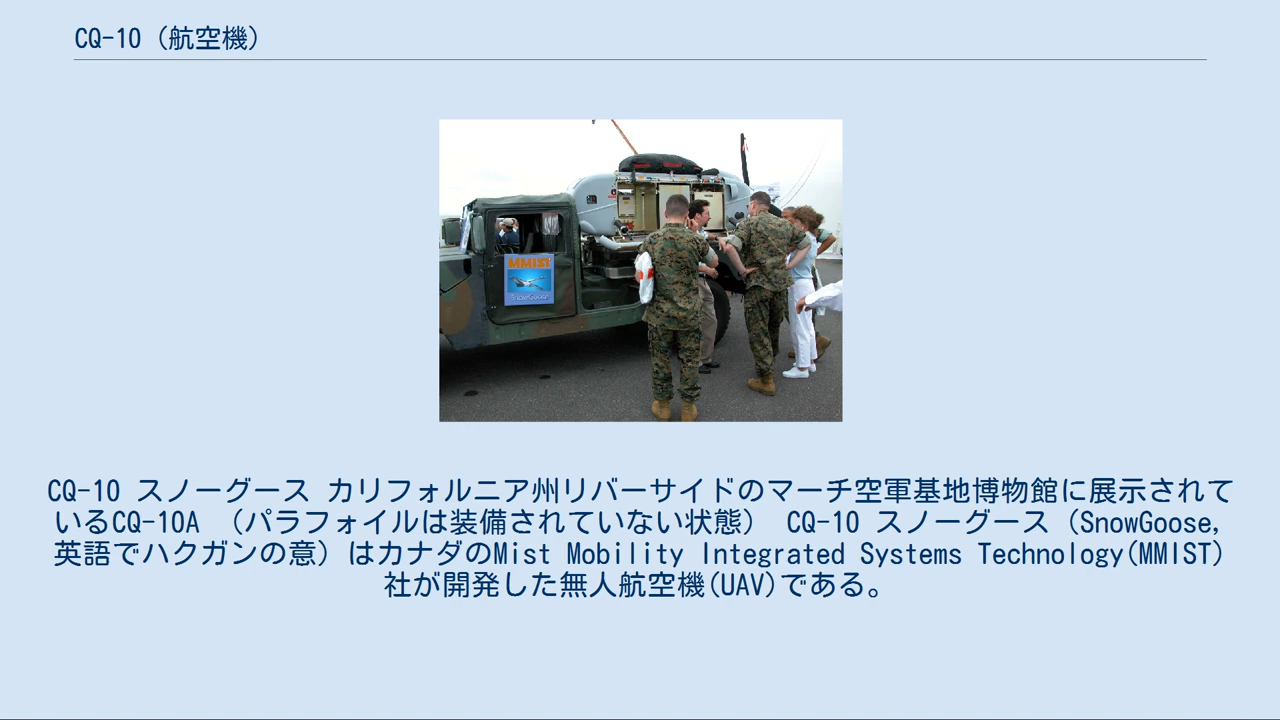 CQ-10（航空機）
MMIST
SnowGoose
CQ-10 スノーグース カリフォルニア州リバーサイドのマーチ空軍基地博物館に展示されて
いるCQ-10A （パラフォイルは装備されていない状態） CQ-10 スノーグース（SnowGoose,
英語でハクガンの意）はカナダのMist Mobility Integrated Systems Technology(MMIST)
社が開発した無人航空機(UAV)である。